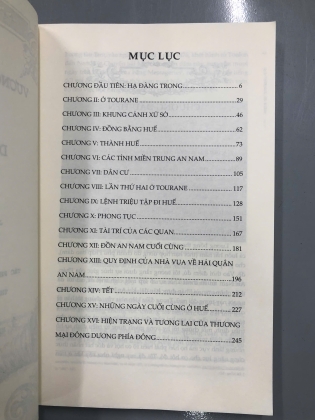 MỤC LỤC
CHƯƠNG ĐẦU TIÊN: HẠ ĐÀNG TRONG 6
CHƯƠNG II: Ở TOURANE 29
CHƯƠNG III: KHUNG CẢNH XỨ SỞ 46
CHƯƠNG IV: ĐỒNG BẰNG HUẾ 62
CHƯƠNG V: THÀNH HUẾ 73
CHƯƠNG VI: CÁC TỈNH MIỀN TRUNG AN NAM 89
CHƯƠNG VII: DÂN CƯ 105
CHƯƠNG VIII: LẦN THỨ HAI Ở TOURANE 117
CHƯƠNG IX: LỆNH TRIỆU TẬP ĐI HUẾ 128
CHƯƠNG X: PHONG TỤC 151
CHƯƠNG XI: TÀI TRÍ CỦA CÁC QUAN 167
CHƯƠNG XII: ĐỒN AN NAM CUỐI CÙNG 181
CHƯƠNG XIII: QUY ĐỊNH CỦA NHÀ VUA VỀ HẢI QUÂN
AN NAM 196
CHƯƠNG XIV: TẾT 212
CHƯƠNG XV: NHỮNG NGÀY CUỐI CÙNG Ở HUẾ 227
CHƯƠNG XVI: HIỆN TRẠNG VÀ TƯƠNG LAI CỦA THƯƠNG
MẠI ĐÔNG DƯƠNG PHÍA ĐÔNG 245